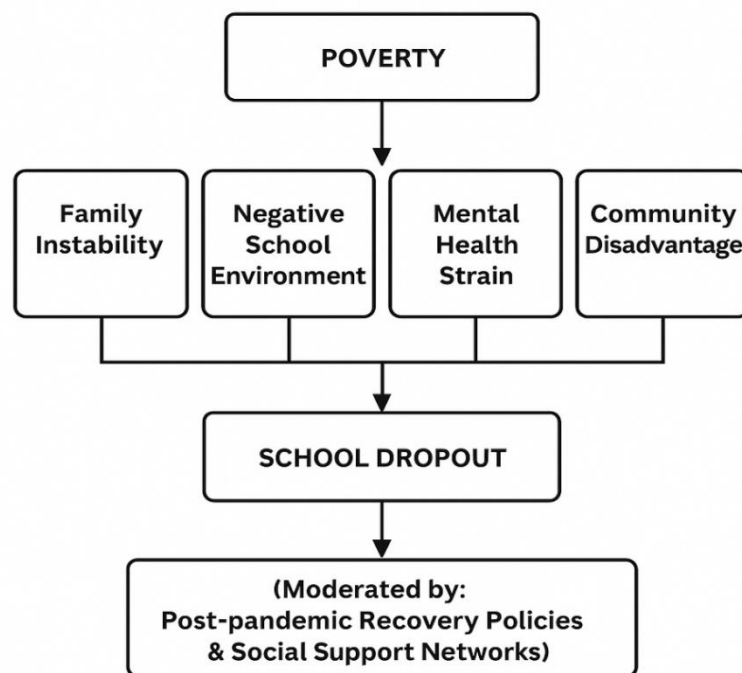 POVERTY
Family
Instability
Negative
School
Environment
Mental
Health
Strain
Community
Disadvantage
SCHOOL DROPOUT
(Moderated by:
Post-pandemic Recovery Policies
& Social Support Networks)